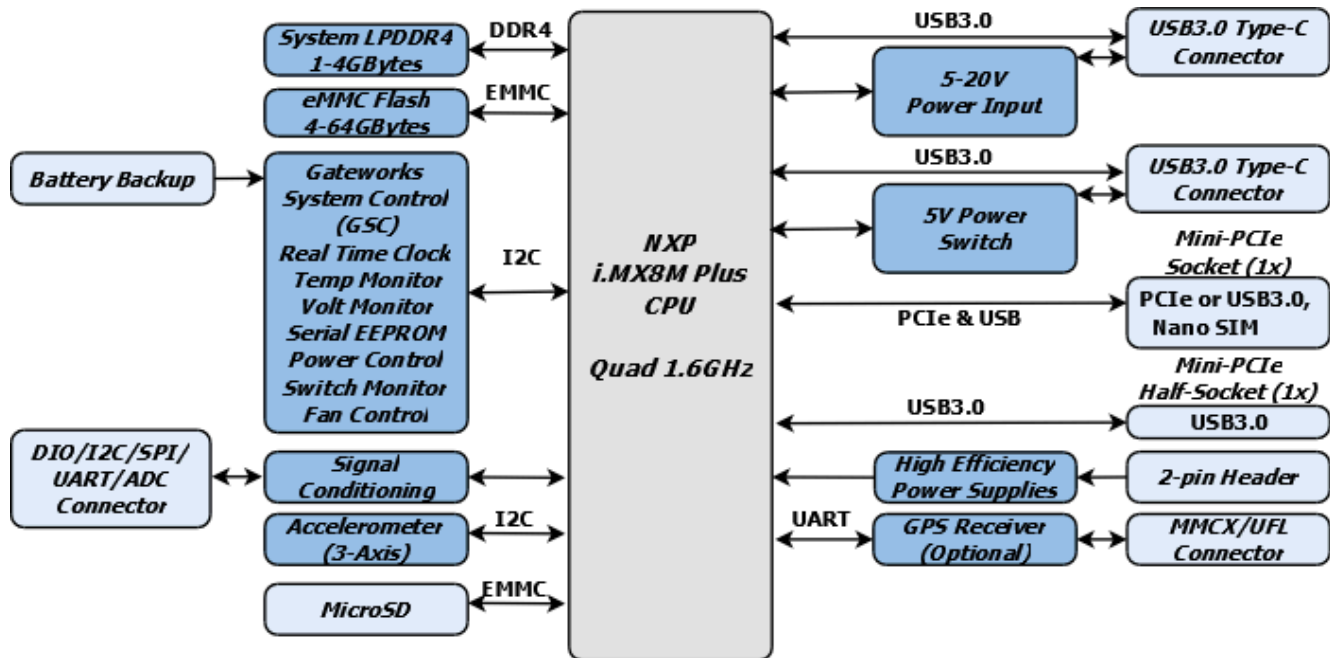 System LPDDR4
1-4GBytes
DDR4
eMMC Flash
4-64GBytes
EMMC
Battery Backup
Gateworks
System Control
(GSC)
Real Time Clock
Temp Monitor
Volt Monitor
Serial EEPROM
Power Control
Switch Monitor
Fan Control
I2C
DIO/I2C/SPI/
UART/ADC
Connector
Signal
Conditioning
Accelerometer
(3-Axis)
I2C
MicroSD
EMMC
NXP
i.MX8M Plus
CPU
Quad 1.6GHz
USB3.0
USB3.0 Type-C
Connector
5-20V
Power Input
USB3.0
USB3.0 Type-C
Connector
5V Power
Switch
Mini-PCIe
Socket (1x)
PCIe & USB
PCIe or USB3.0,
Nano SIM
Mini-PCIe
Half-Socket (1x)
USB3.0
USB3.0
High Efficiency
Power Supplies
2-pin Header
UART
GPS Receiver
(Optional)
MMCX/UFL
Connector